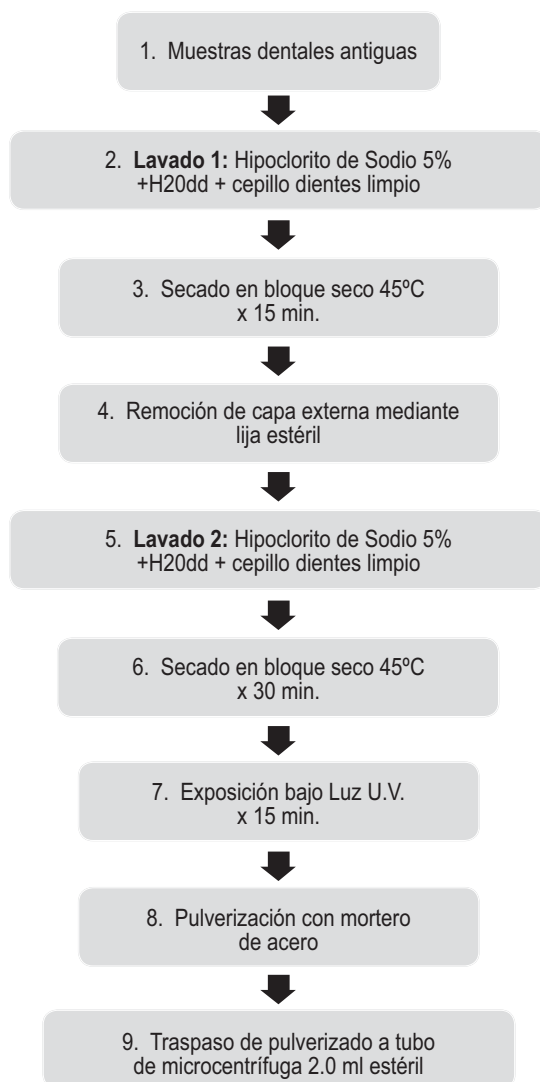 1. Muestras dentales antiguas
2. Lavado 1: Hipoclorito de Sodio 5%
+H20dd + cepillo dientes limpio
3. Secado en bloque seco 45ºC
x 15 min.
4. Remoción de capa externa mediante
lija estéril
5. Lavado 2: Hipoclorito de Sodio 5%
+H20dd + cepillo dientes limpio
6. Secado en bloque seco 45ºC
x 30 min.
7. Exposición bajo Luz U.V.
x 15 min.
8. Pulverización con mortero
de acero
9. Traspaso de pulverizado a tubo
de microcentrífuga 2.0 ml estéril